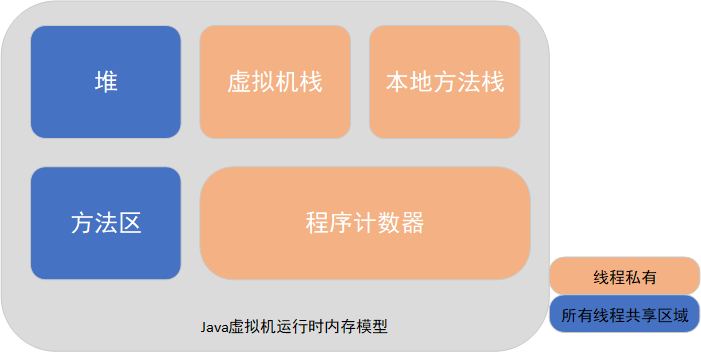 堆
虚拟机栈
本地方法栈
方法区
程序计数器
线程私有
所有线程共享区域
Java虚拟机运行时内存模型